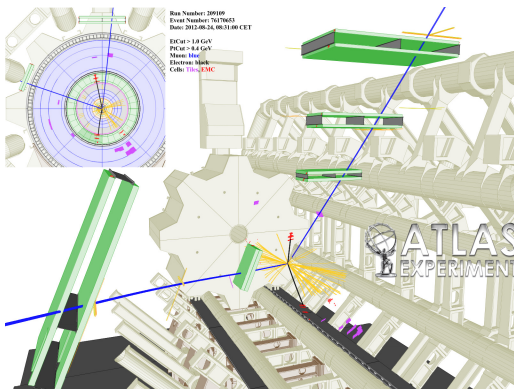 Run Number: 209109
Event Number: 76170653
Date: 2012-08-24, 08:31:00 CET
EtCut > 1.0 GeV
PtCut > 0.4 GeV
Muon: blue
Electron: black
Cells: Tiles, EMC
ATLAS
EXPERIMENT